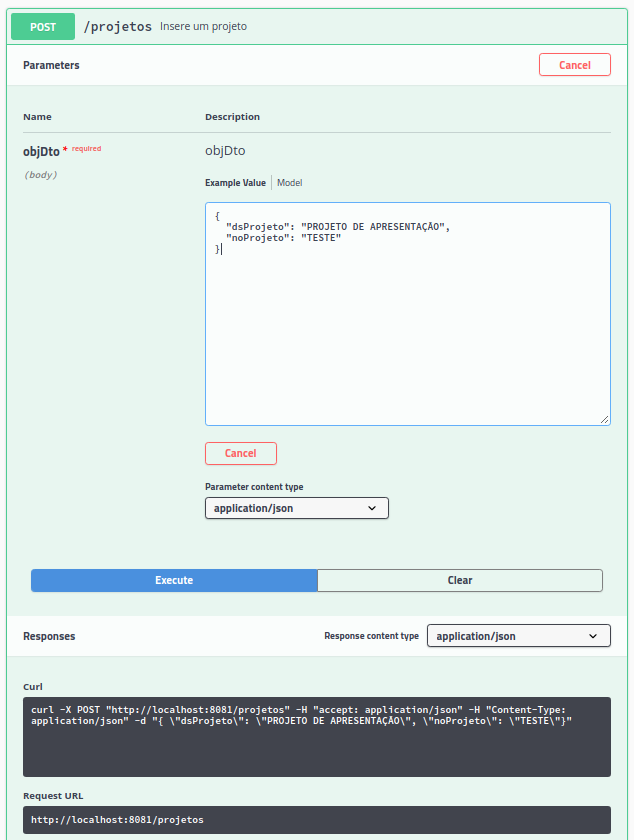 POST /projetos Insere um projeto
Parameters Cancel
Name Description
objDto * required objDto
(body)
Example Value Model
{
"dsProjeto": "PROJETO DE APRESENTAÇÃO",
"noProjeto": "TESTE"
}
Cancel
Parameter content type
application/json
Execute Clear
Responses Response content type application/json
Curl
curl -X POST "http://localhost:8081/projetos" -H "accept: application/json" -H "Content-Type:
application/json" -d "{ \"dsProjeto\": \"PROJETO DE APRESENTAÇÃO\", \"noProjeto\": \"TESTE\"}"
Request URL
http://localhost:8081/projetos